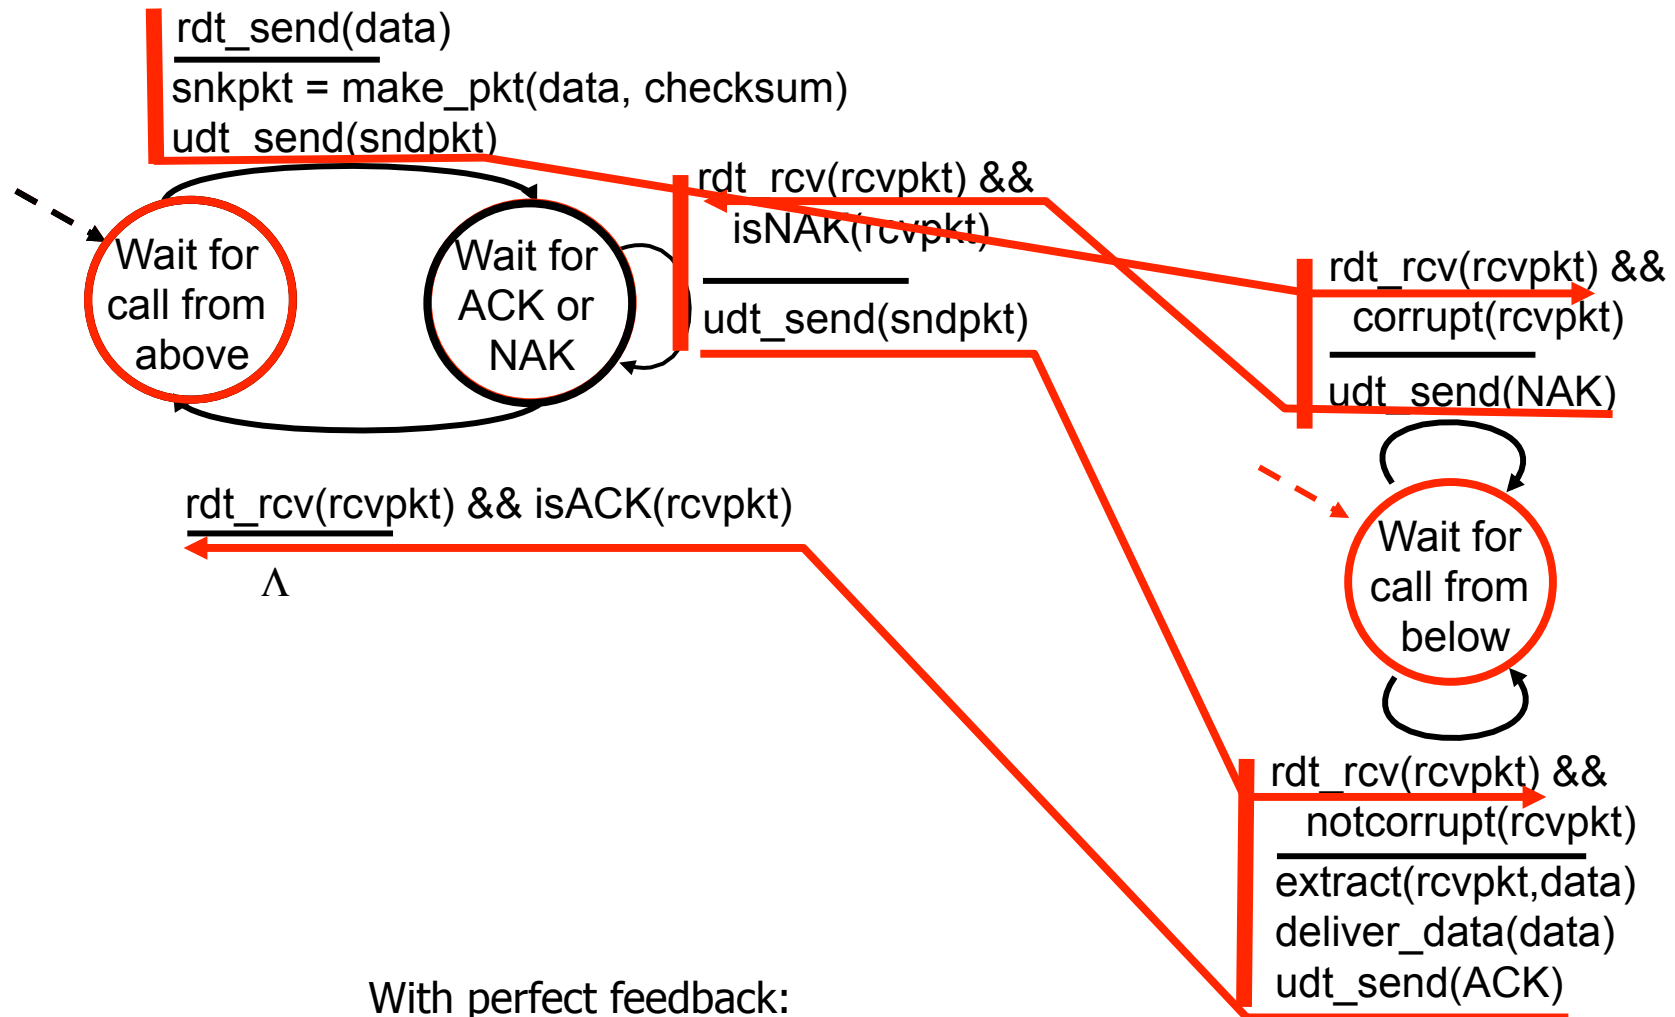 rdt_send(data)
snkpkt = make_pkt(data, checksum)
udt_send(sndpkt)
rdt_rcv(rcvpkt) &&
isNAK(rcvpkt)
udt_send(sndpkt)
rdt_rcv(rcvpkt) &&
corrupt(rcvpkt)
udt_send(NAK)
Wait for
call from
above
Wait for
ACK or
NAK
rdt_rcv(rcvpkt) && isACK(rcvpkt)
Λ
Wait for
call from
below
rdt_rcv(rcvpkt) &&
notcorrupt(rcvpkt)
extract(rcvpkt,data)
deliver_data(data)
udt_send(ACK)
With perfect feedback: